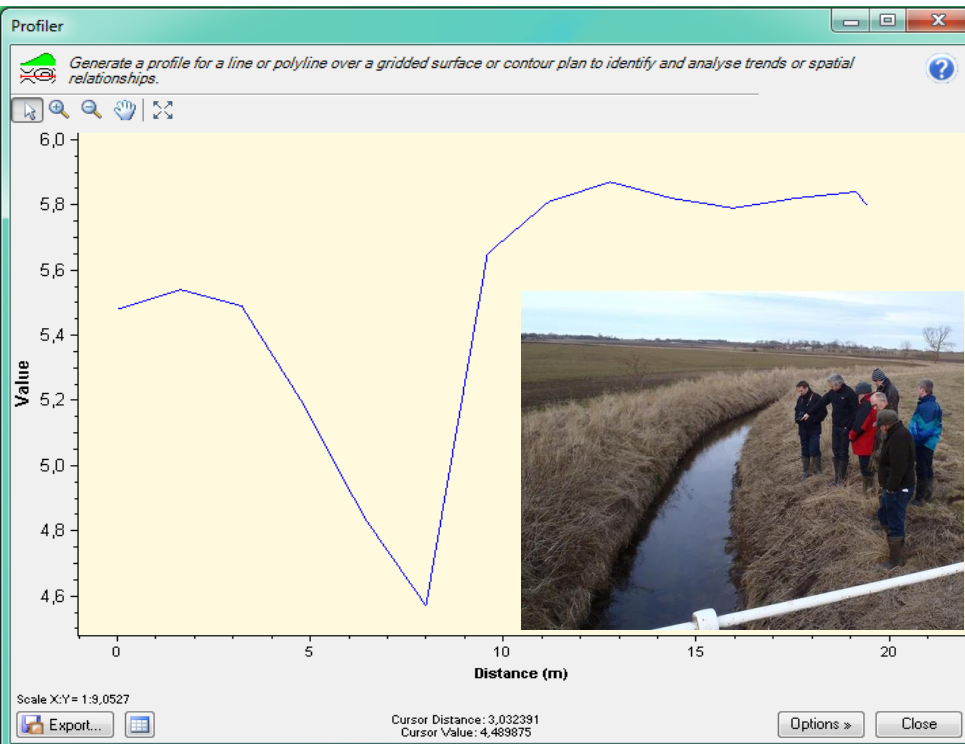 Profiler
Generate a profile for a line or polyline over a gridded surface or contour plan to identify and analyse trends or spatial
relationships.
6,0
5,8
5,6
5,4
5,2
5,0
4,8
4,6
Value
0 5 10 15 20
Distance (m)
Scale X:Y= 1:9,0527
Export...
Cursor Distance: 3,032391
Cursor Value: 4,489875
Options »
Close